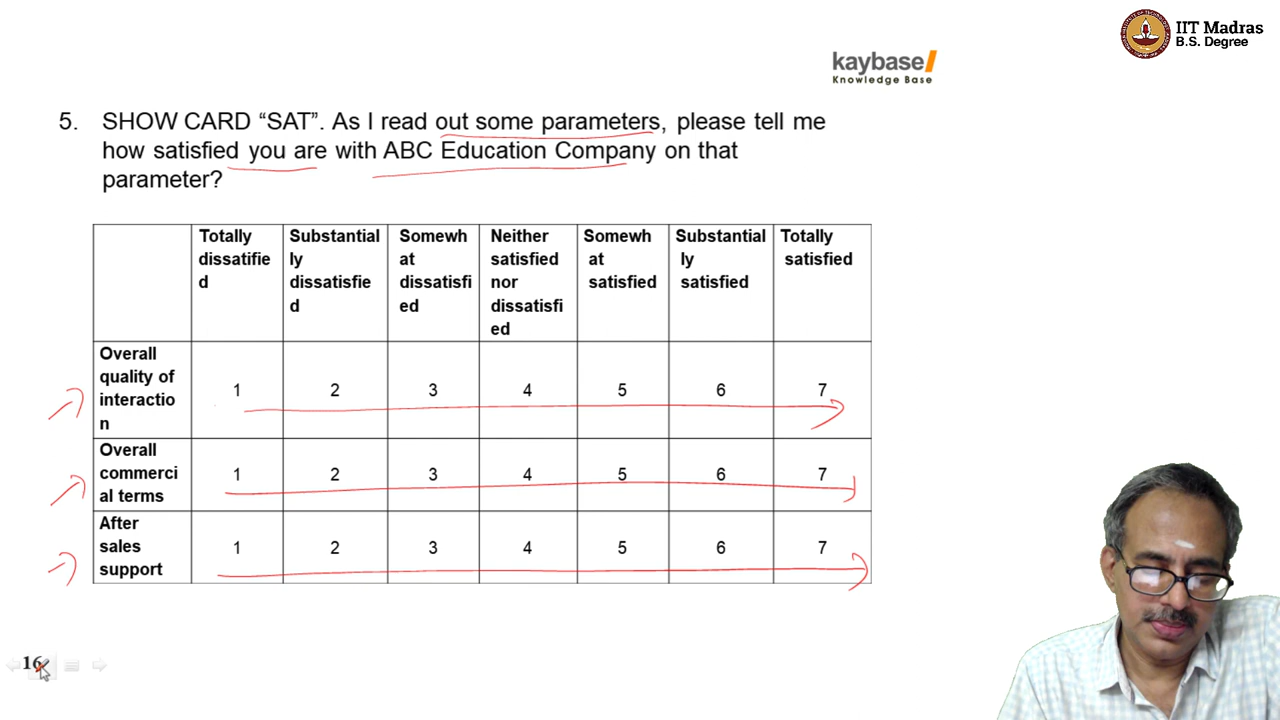 IIT Madras
B.S. Degree
kaybase
Knowledge Base
5. SHOW CARD “SAT”. As I read out some parameters, please tell me
how satisfied you are with ABC Education Company on that
parameter?
Totally Substantial Somewh Neither Somewh Substantial Totally
dissatifie ly at satisfied at ly satisfied
d dissatisfie dissatisfi nor satisfied satisfied
d ed dissatisfi
ed
Overall
quality of
interactio 1 2 3 4 5 6 7
n
Overall
commerci 1 2 3 4 5 6 7
al terms
After
sales 1 2 3 4 5 6 7
support
16